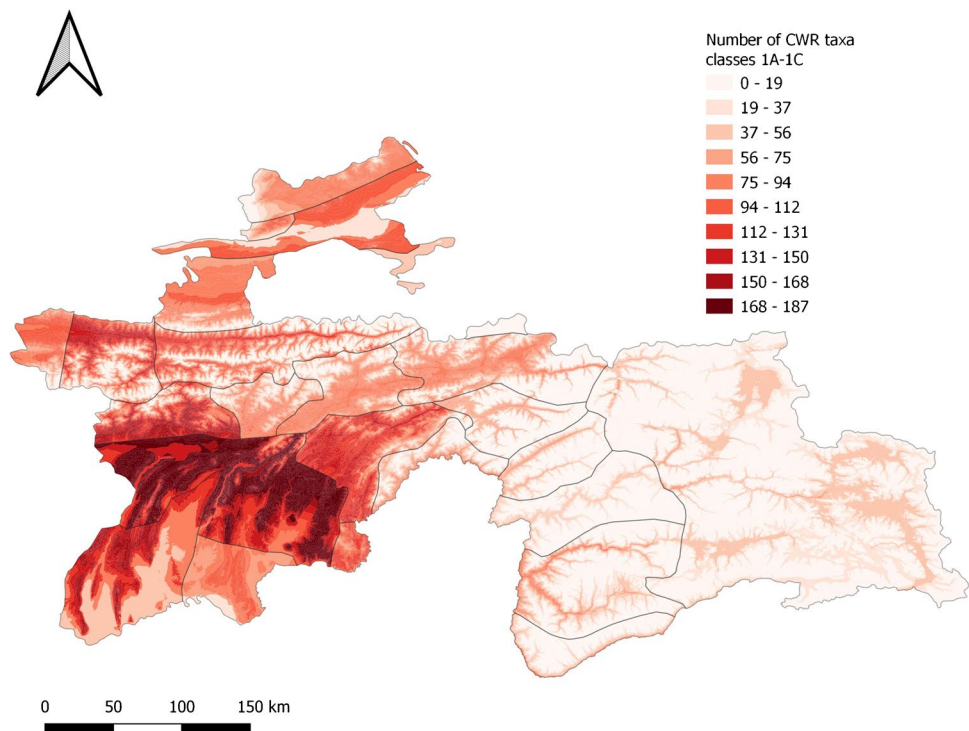 Number of CWR taxa
classes 1A-1C
0 - 19
19 - 37
37 - 56
56 - 75
75 - 94
94 - 112
112 - 131
131 - 150
150 - 168
168 - 187
0 50 100 150 km